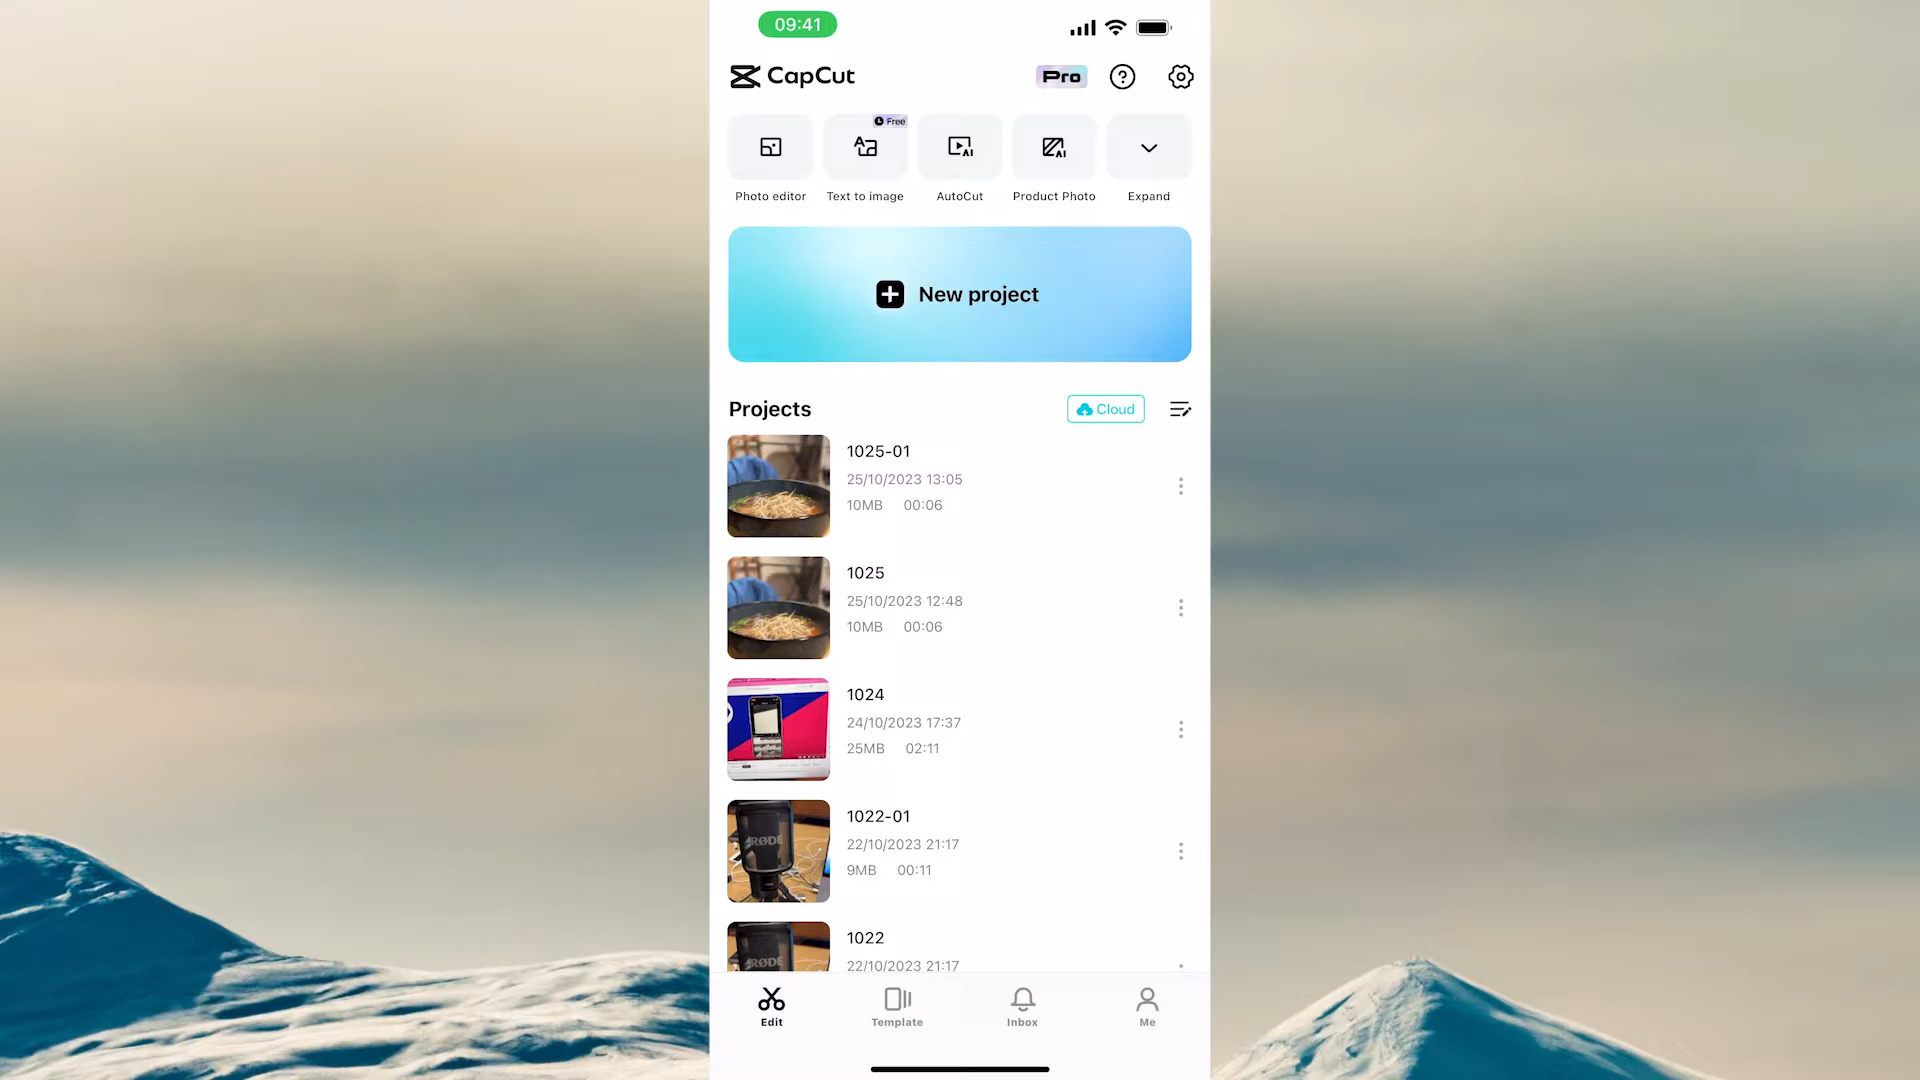 09:41
CapCut
Pro
Free
Photo editor
Text to image
AutoCut
Product Photo
Expand
New project
Projects
Cloud
1025-01
25/10/2023 13:05
10MB 00:06
1025
25/10/2023 12:48
10MB 00:06
1024
24/10/2023 17:37
25MB 02:11
1022-01
22/10/2023 21:17
9MB 00:11
RØDE
1022
22/10/2023 21:17
RØDE
Edit
Template
Inbox
Me